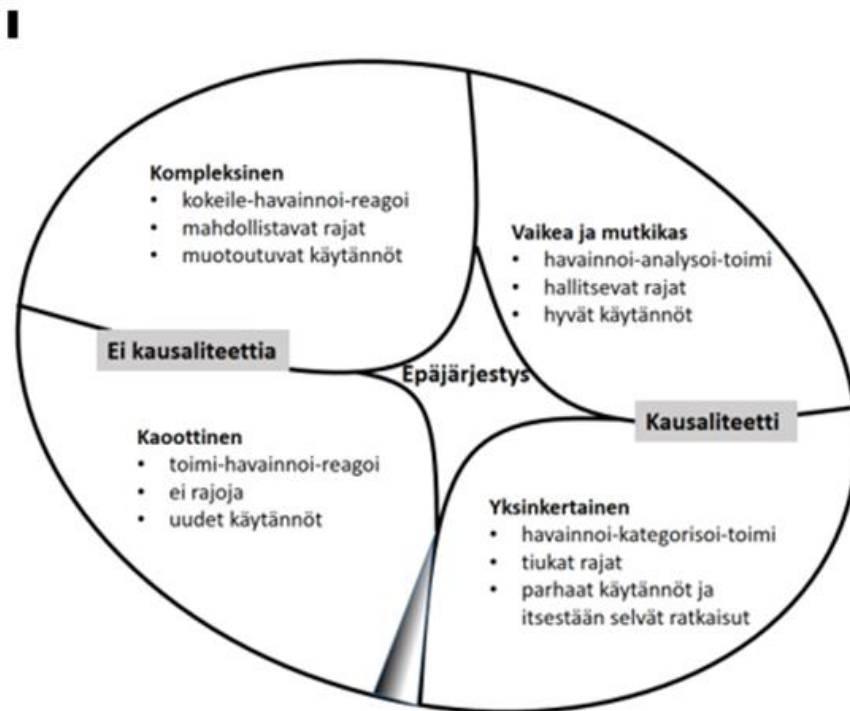 Kompleksinen
• kokeile-havainnoi-reagoi
• mahdollistavat rajat
• muotoutuvat käytännöt
Vaikea ja mutkikas
• havainnoi-analysoi-toimi
• hallitsevat rajat
• hyvät käytännöt
Ei kausaliteettia
Epäjärjestys
Kausaliteetti
Kaoottinen
• toimi-havainnoi-reagoi
• ei rajoja
• uudet käytännöt
Yksinkertainen
• havainnoi-kategorisoi-toimi
• tiukat rajat
• parhaat käytännöt ja
itsestään selvät ratkaisut